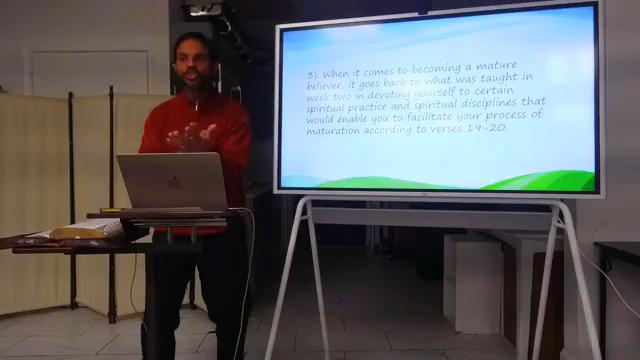 3). When it comes to becoming a mature
believer, it goes back to what was taught in
week two in devoting yourself to certain
spiritual practice and spiritual disciplines that
would enable you to facilitate your process of
maturation according to verses 19-20.